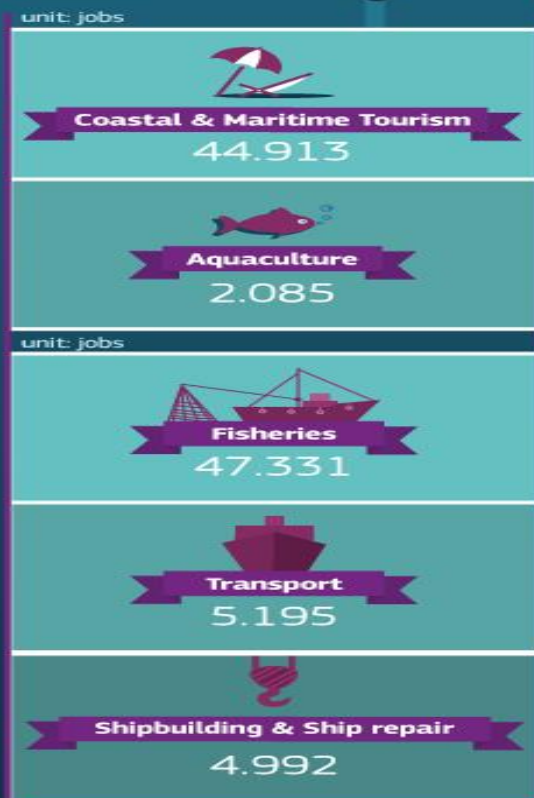 unit: jobs
Coastal & Maritime Tourism
44.913
Aquaculture
2.085
unit: jobs
Fisheries
47.331
Transport
5.195
Shipbuilding & Ship repair
4.992